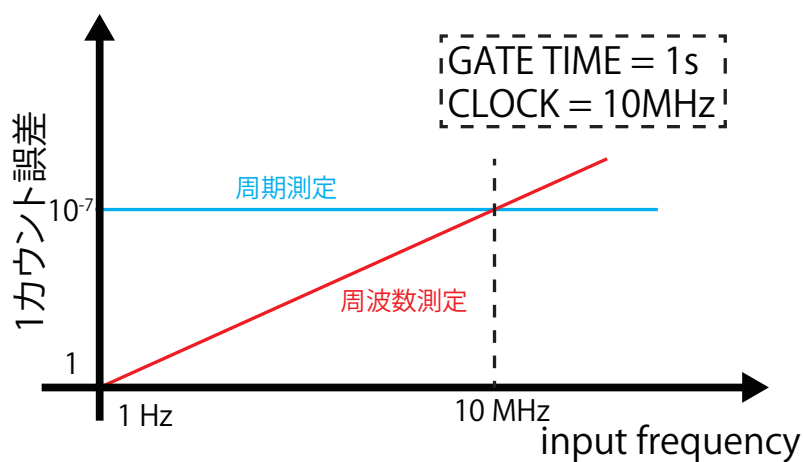 GATE TIME = 1s
CLOCK = 10MHz
1カウント誤差
周期測定
10-7
周波数測定
1
1 Hz
10 MHz
input frequency